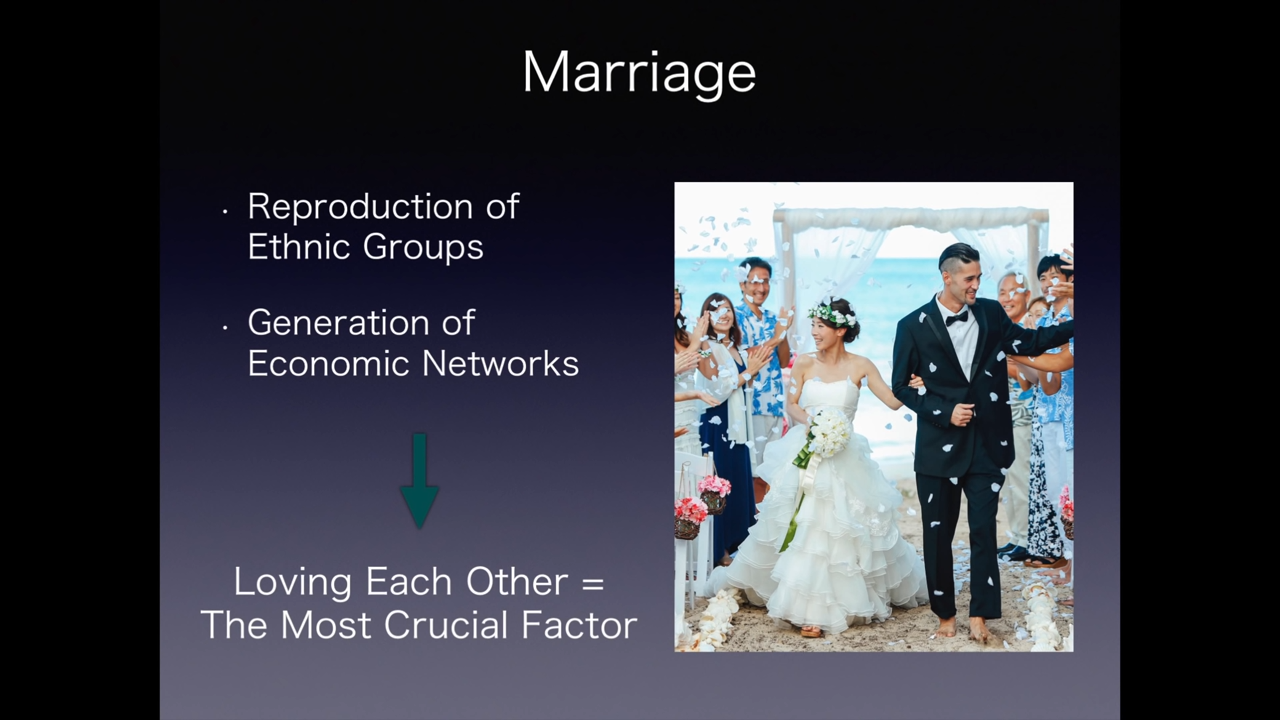 Marriage
· Reproduction of
Ethnic Groups
· Generation of
Economic Networks
Loving Each Other =
The Most Crucial Factor